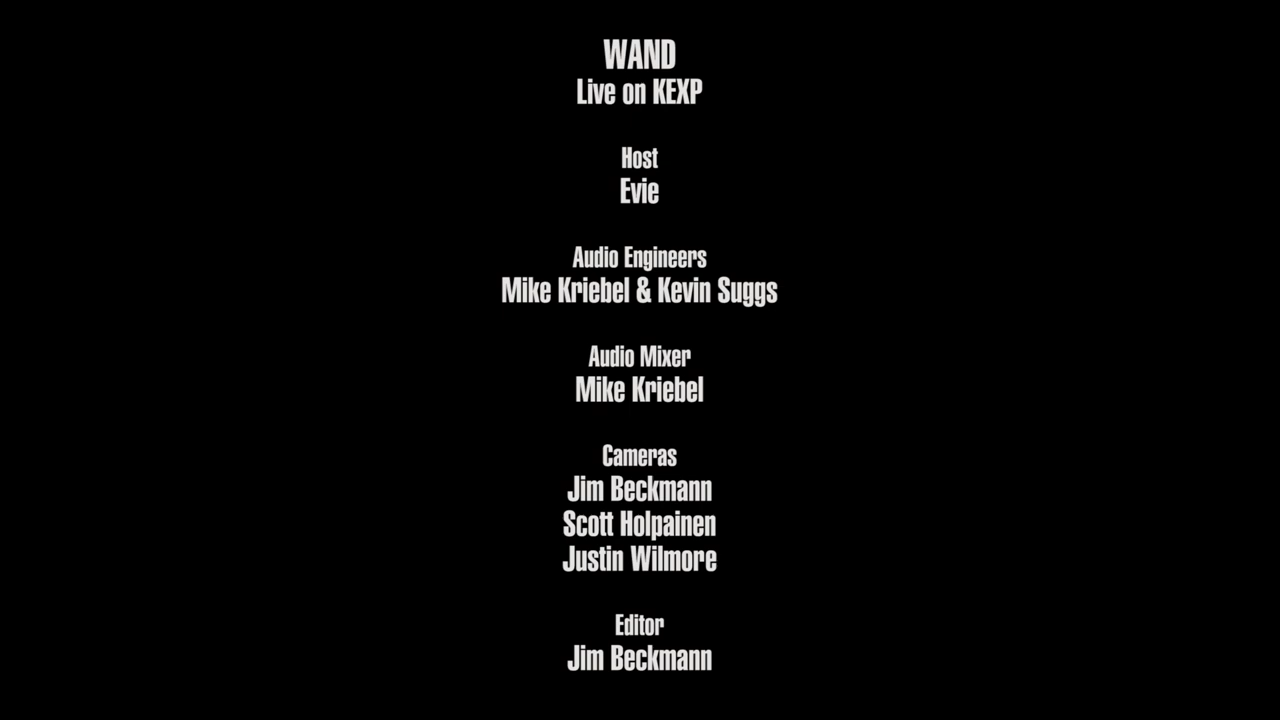 WAND
Live on KEXP
Host
Evie
Audio Engineers
Mike Kriebel & Kevin Suggs
Audio Mixer
Mike Kriebel
Cameras
Jim Beckmann
Scott Holpainen
Justin Wilmore
Editor
Jim Beckmann